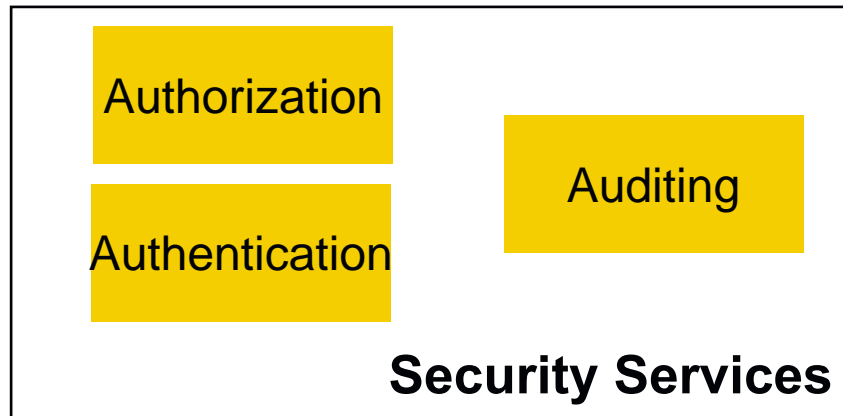 Authorization
Authentication
Auditing
Security Services